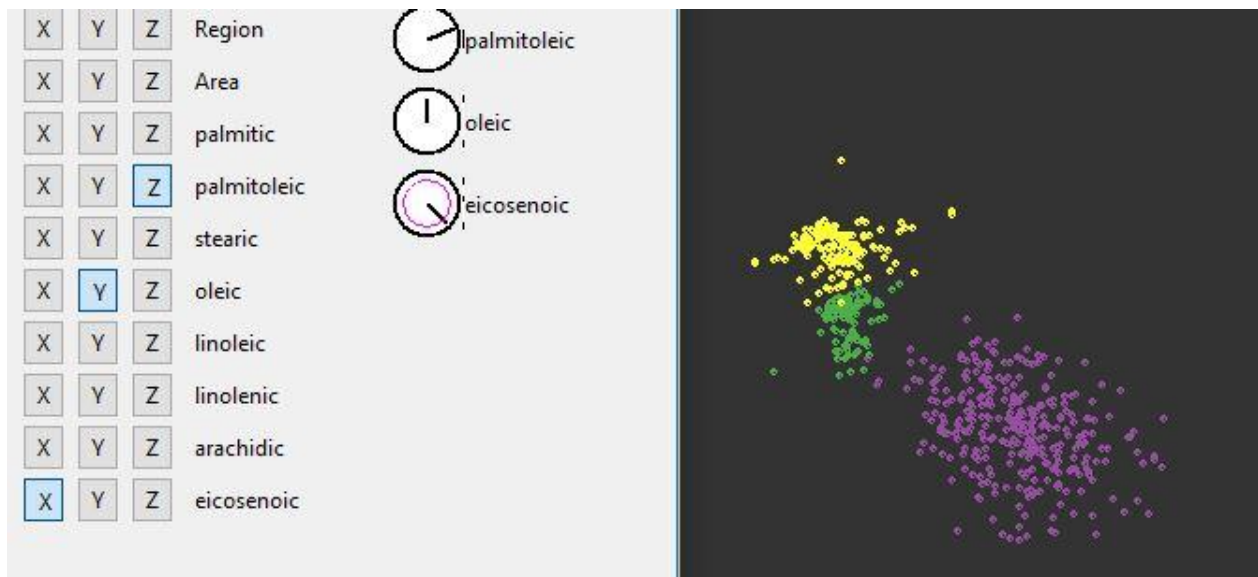 X Y Z Region
palmitoleic
X Y Z Area
X Y Z palmitic
oleic
X Y Z palmitoleic
eicosenoic
X Y Z stearic
X Y Z oleic
X Y Z linoleic
X Y Z linolenic
X Y Z arachidic
X Y Z eicosenoic